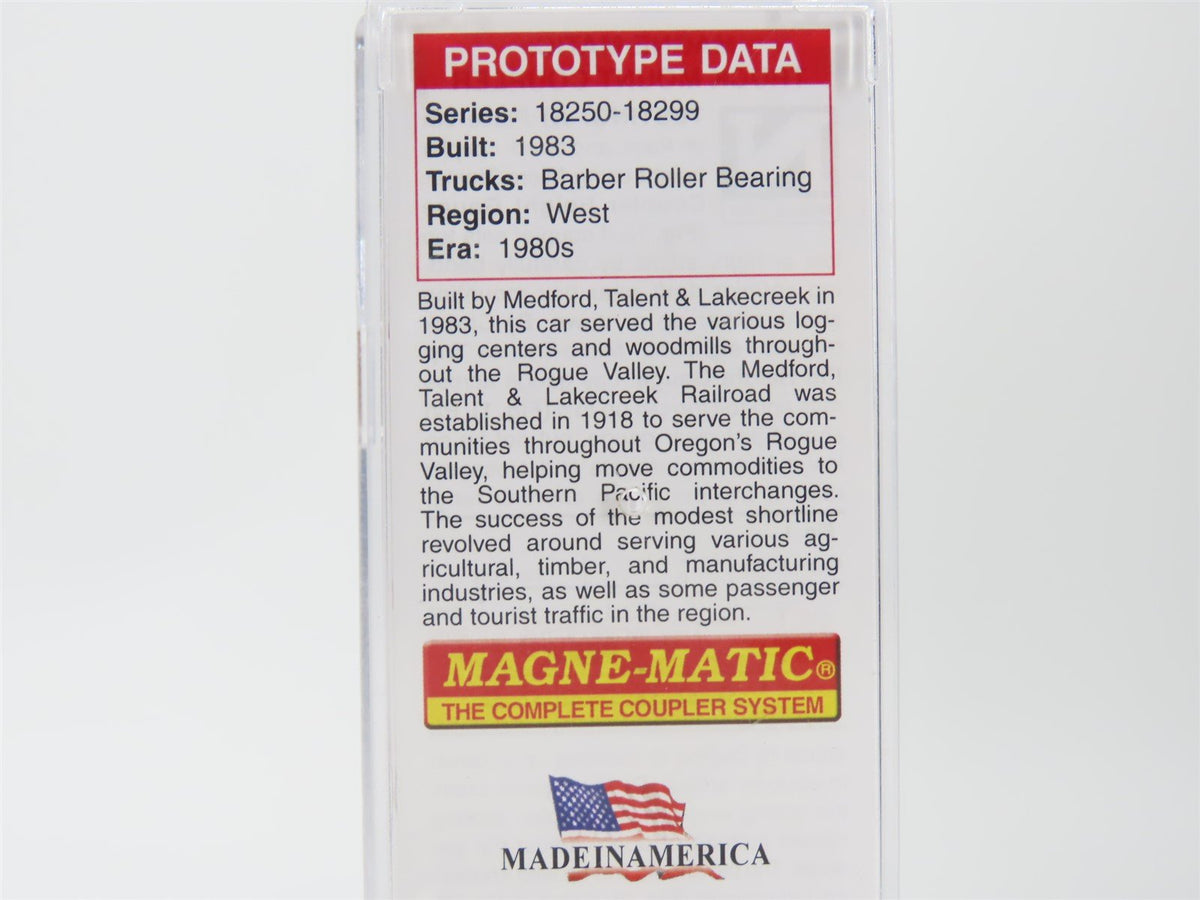 PROTOTYPE DATA
Series: 18250-18299
Built: 1983
Trucks: Barber Roller Bearing
Region: West
Era: 1980s
Built by Medford, Talent & Lakecreek in
1983, this car served the various log-
ging centers and woodmills through-
out the Rogue Valley. The Medford,
Talent & Lakecreek Railroad was
established in 1918 to serve the com-
munities throughout Oregon's Rogue
Valley, helping move commodities to
the Southern Pacific interchanges.
The success of the modest shortline
revolved around serving various ag-
ricultural, timber, and manufacturing
industries, as well as some passenger
and tourist traffic in the region.
MAGNE-MATIC®
THE COMPLETE COUPLER SYSTEM
MADEINAMERICA